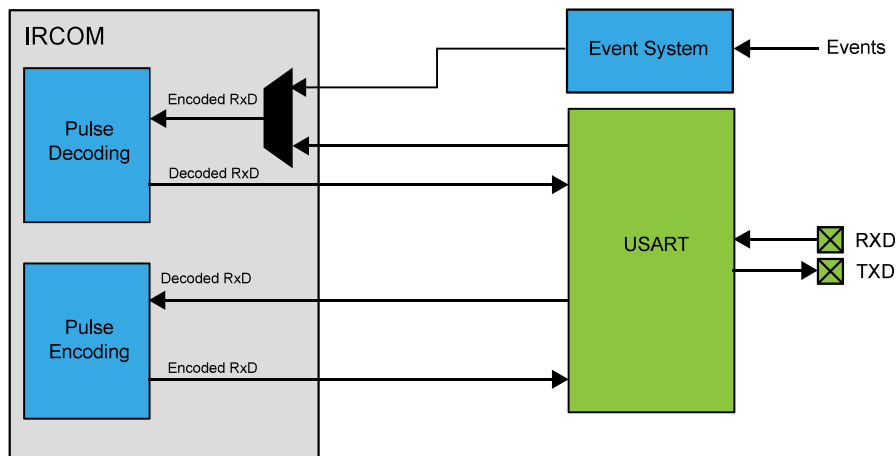 IRCOM
Event System
Events
Encoded RxD
Pulse
Decoding
Decoded RxD
USART
RXD
TXD
Decoded RxD
Pulse
Encoding
Encoded RxD